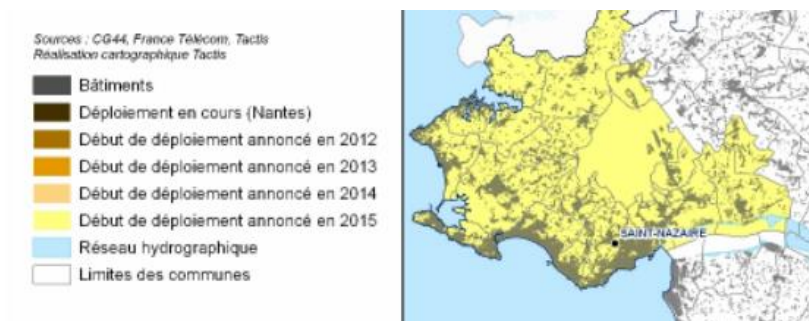 Sources : CG44, France Télécom, Tactis
Réalisation cartographique Tactis
Bâtiments
Déploiement en cours (Nantes)
Début de déploiement annoncé en 2012
Début de déploiement annoncé en 2013
Début de déploiement annoncé en 2014
Début de déploiement annoncé en 2015
Réseau hydrographique
Limites des communes
SAINT-NAZAIRE